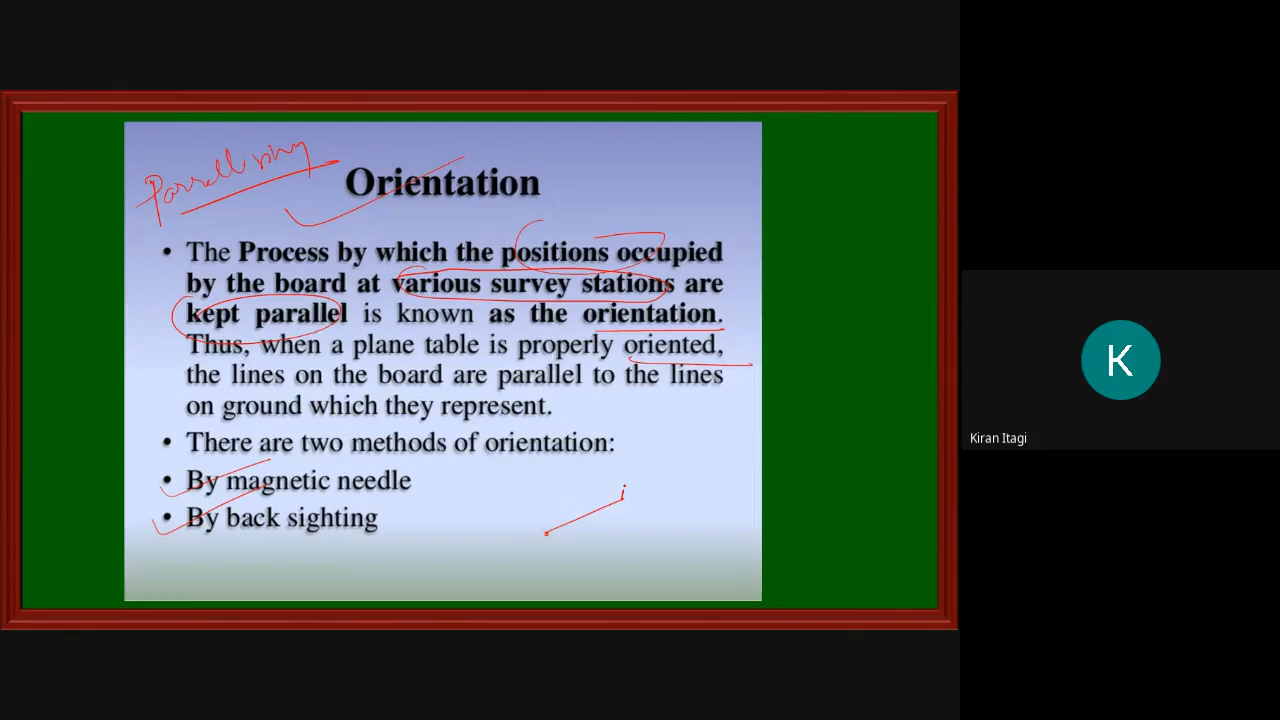 Orientation
• The Process by which the positions occupied
by the board at various survey stations are
kept parallel is known as the orientation.
Thus, when a plane table is properly oriented,
the lines on the board are parallel to the lines
on ground which they represent.
• There are two methods of orientation:
• By magnetic needle
• By back sighting
K
Kiran Itagi